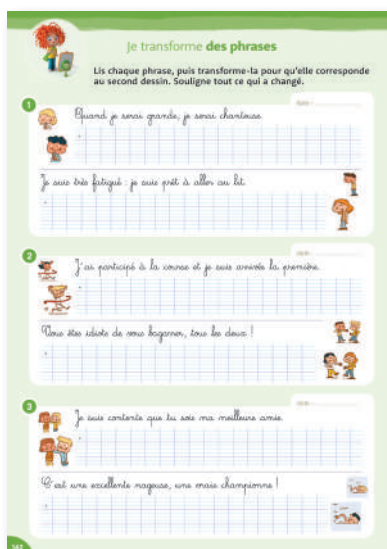 Je transforme des phrases
Lis chaque phrase, puis transforme-la pour qu'elle corresponde
au second dessin. Souligne tout ce qui a changé.
1
Quand je serai grande, je serai chanteuse.
Je suis très fatigué : je suis prêt à aller au lit.
2
J'ai participé à la course et je suis arrivée la première.
Vous êtes idiots de vous bagarrer, tous les deux !
3
Je suis contente que tu sois ma meilleure amie.
C'est une excellente nageuse, une vraie championne !